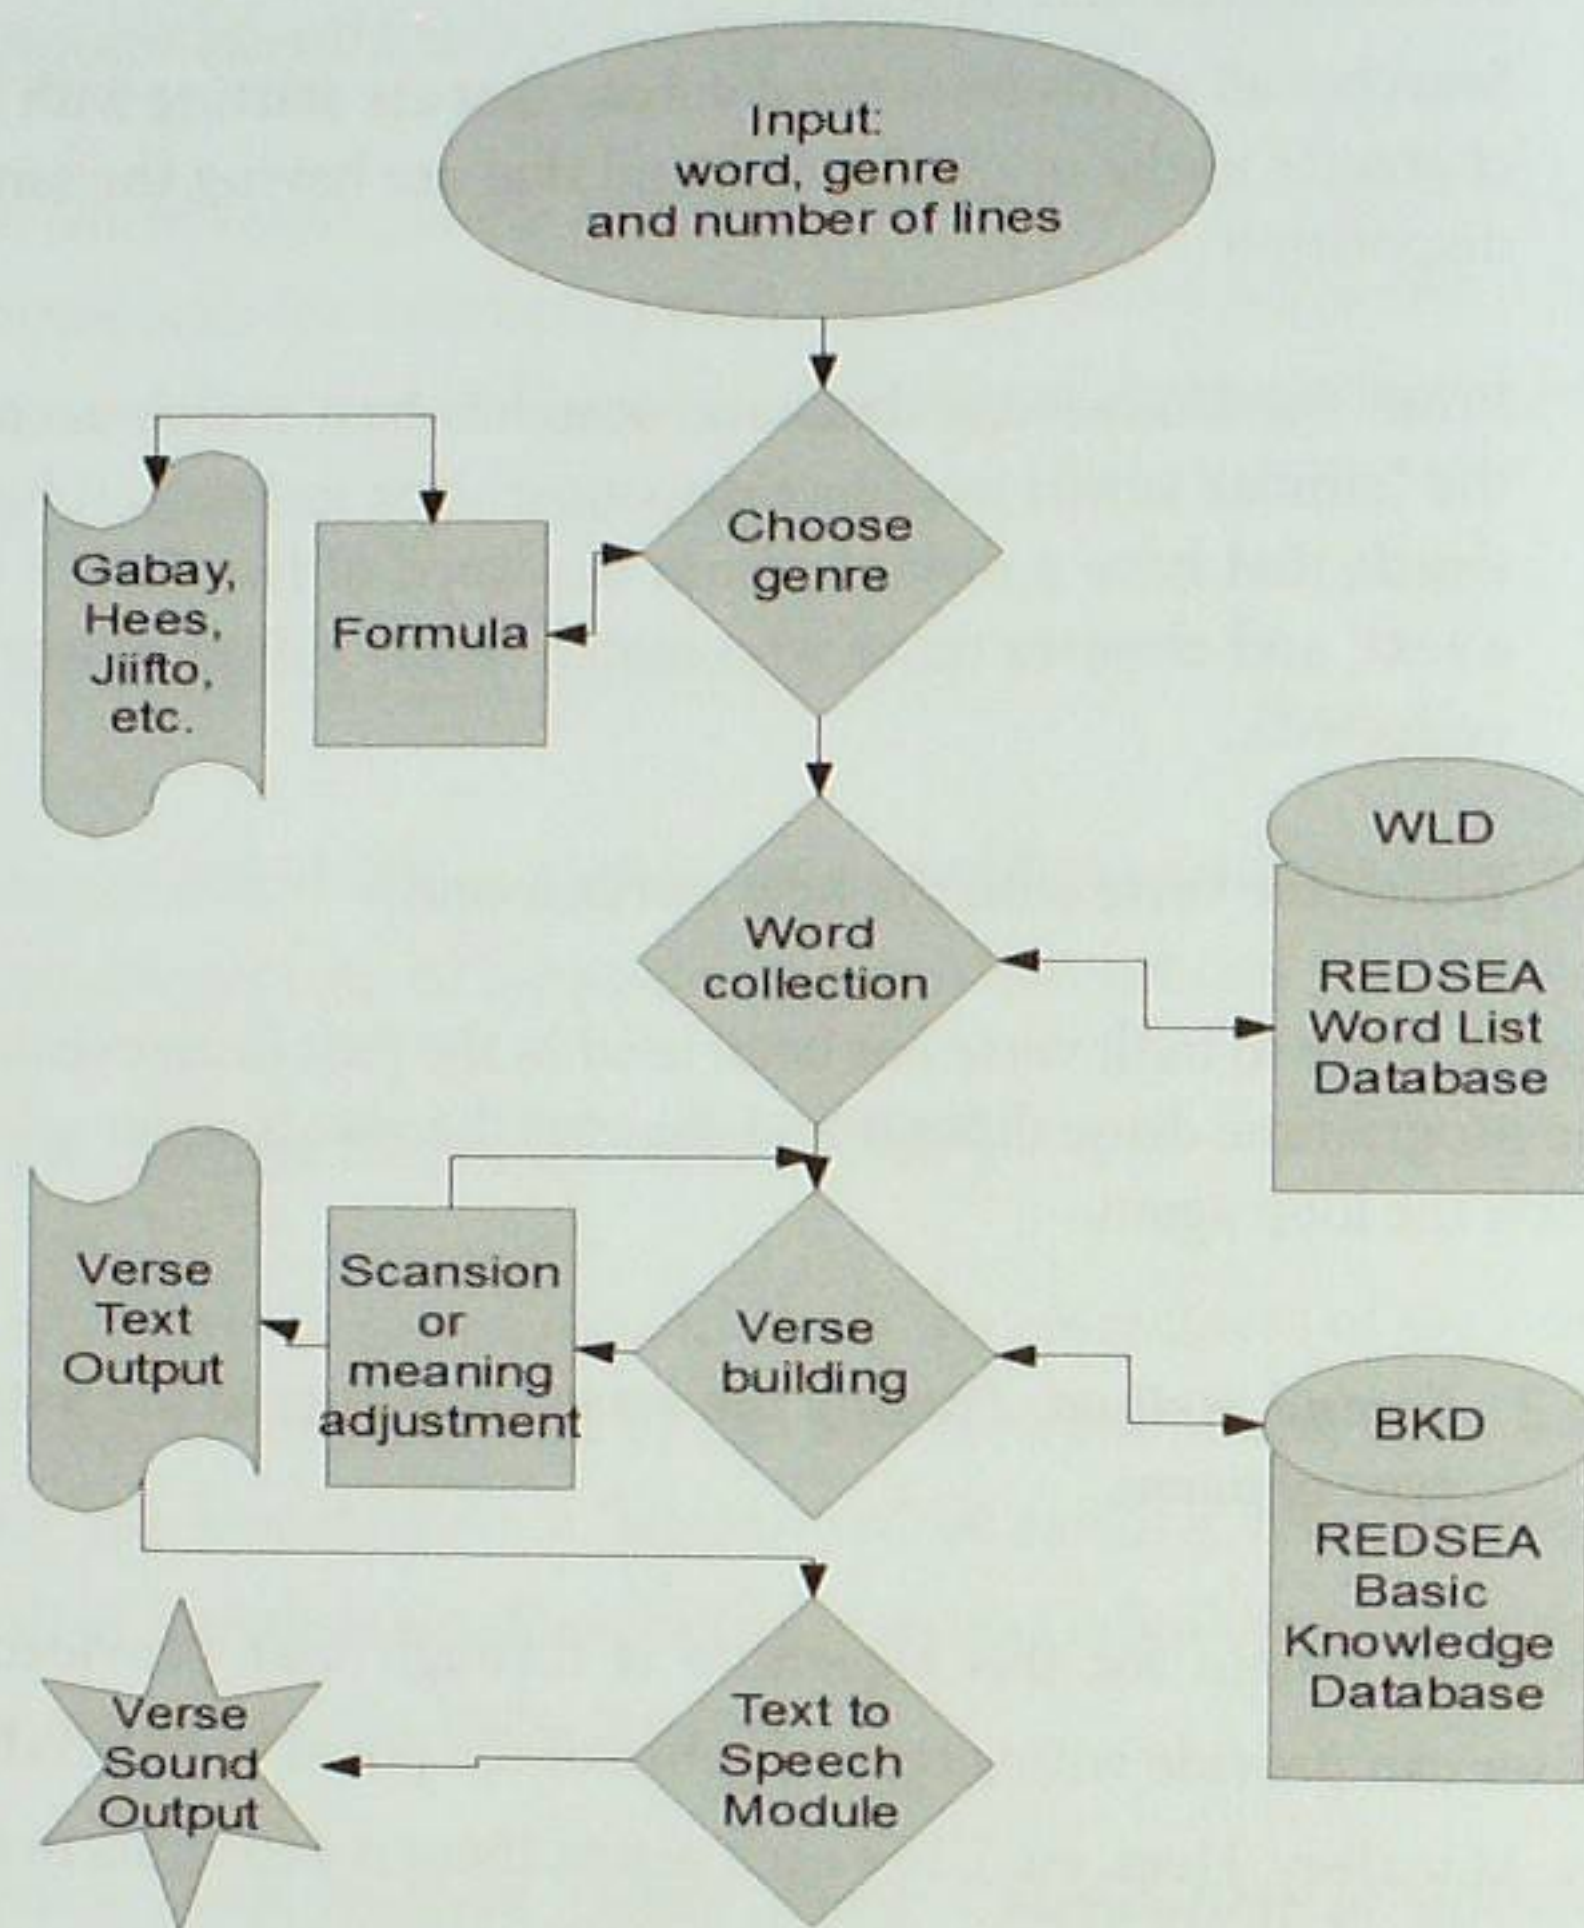 Input:
word, genre
and number of lines
Choose
genre
Formula
Gabay,
Hees,
Jiifto,
etc.
Word
collection
WLD
REDSEA
Word List
Database
Verse
building
Scansion
or
meaning
adjustment
Verse
Text
Output
BKD
REDSEA
Basic
Knowledge
Database
Text to
Speech
Module
Verse
Sound
Output